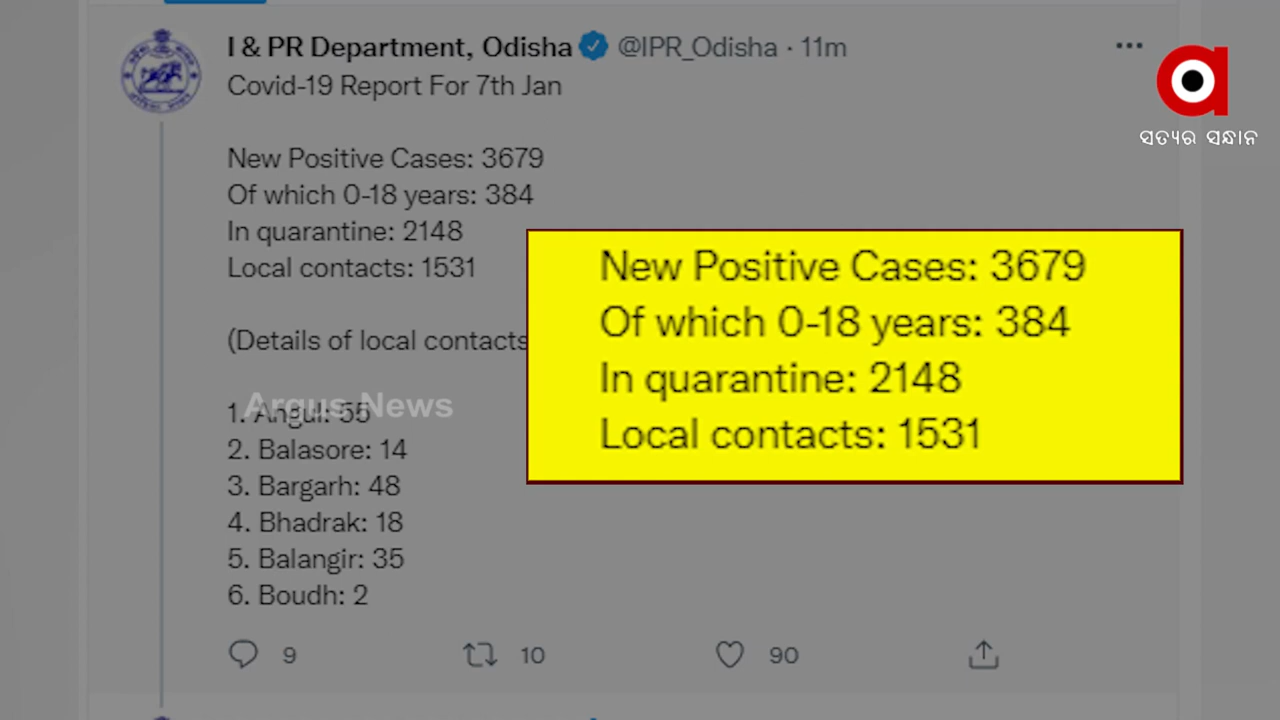 I & PR Department, Odisha @IPR_Odisha · 11m
Covid-19 Report For 7th Jan
ସତ୍ୟର ସନ୍ଧାନ
New Positive Cases: 3679
Of which 0-18 years: 384
In quarantine: 2148
Local contacts: 1531
(Details of local contacts
New Positive Cases: 3679
Of which 0-18 years: 384
In quarantine: 2148
Local contacts: 1531
Argus News
1. Angul: 55
2. Balasore: 14
3. Bargarh: 48
4. Bhadrak: 18
5. Balangir: 35
6. Boudh: 2
9 10 90